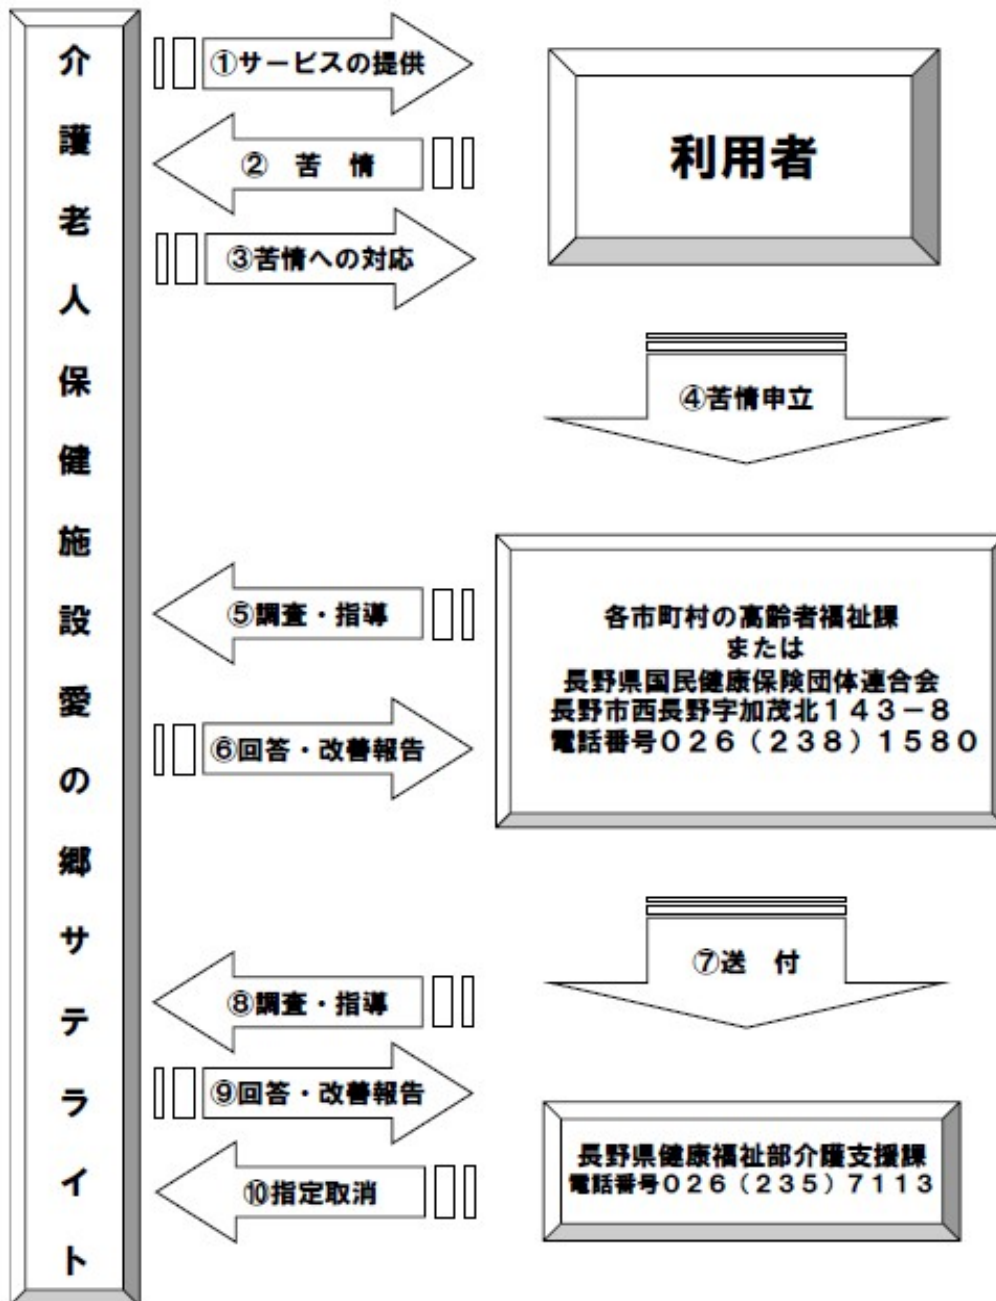 介護老人保健施設愛の郷サテライト
①サービスの提供
②　苦　情
③苦情への対応
利用者
④苦情申立
⑤調査・指導
⑥回答・改善報告
各市町村の高齢者福祉課
または
長野県国民健康保険団体連合会
長野市西長野字加茂北１４３－８
電話番号０２６（２３８）１５８０
⑦送　付
⑧調査・指導
⑨回答・改善報告
⑩指定取消
長野県健康福祉部介護支援課
電話番号０２６（２３５）７１１３